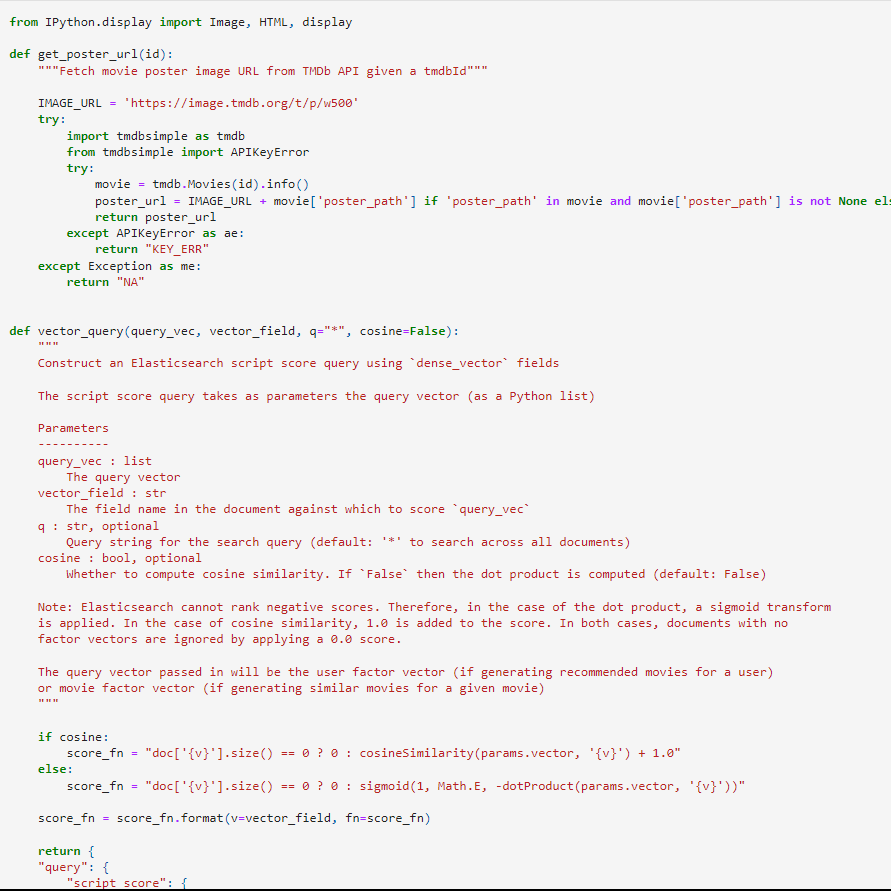 from IPython.display import Image, HTML, display

def get_poster_url(id):
    """Fetch movie poster image URL from TMDb API given a tmdbId"""

    IMAGE_URL = 'https://image.tmdb.org/t/p/w500'
    try:
        import tmdbsimple as tmdb
        from tmdbsimple import APIKeyError
        try:
            movie = tmdb.Movies(id).info()
            poster_url = IMAGE_URL + movie['poster_path'] if 'poster_path' in movie and movie['poster_path'] is not None els
            return poster_url
        except APIKeyError as ae:
            return "KEY_ERR"
    except Exception as me:
        return "NA"


def vector_query(query_vec, vector_field, q="*", cosine=False):
    """
    Construct an Elasticsearch script score query using `dense_vector` fields

    The script score query takes as parameters the query vector (as a Python list)

    Parameters
    ----------
    query_vec : list
        The query vector
    vector_field : str
        The field name in the document against which to score `query_vec`
    q : str, optional
        Query string for the search query (default: '*' to search across all documents)
    cosine : bool, optional
        Whether to compute cosine similarity. If `False` then the dot product is computed (default: False)

    Note: Elasticsearch cannot rank negative scores. Therefore, in the case of the dot product, a sigmoid transform
    is applied. In the case of cosine similarity, 1.0 is added to the score. In both cases, documents with no
    factor vectors are ignored by applying a 0.0 score.

    The query vector passed in will be the user factor vector (if generating recommended movies for a user)
    or movie factor vector (if generating similar movies for a given movie)
    """

    if cosine:
        score_fn = "doc['{v}'].size() == 0 ? 0 : cosineSimilarity(params.vector, '{v}') + 1.0"
    else:
        score_fn = "doc['{v}'].size() == 0 ? 0 : sigmoid(1, Math.E, -dotProduct(params.vector, '{v}'))"

    score_fn = score_fn.format(v=vector_field, fn=score_fn)

    return {
    "query": {
        "script_score": {